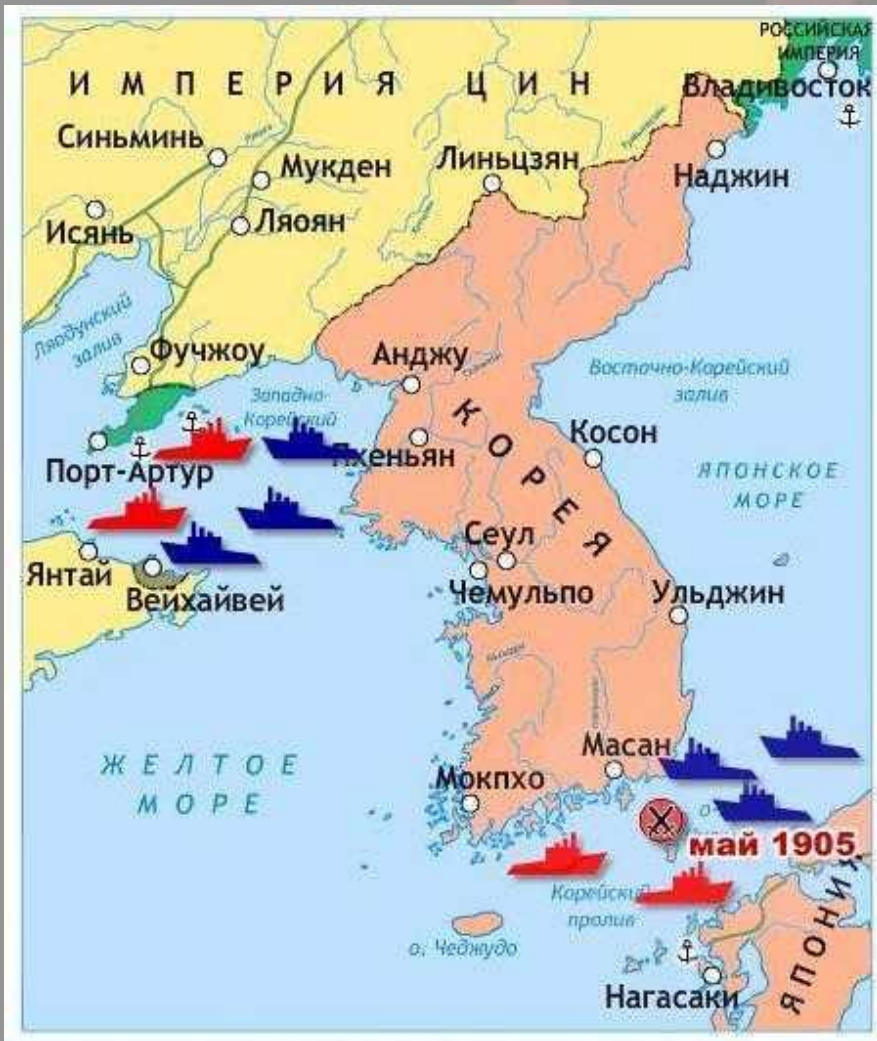 РОССИЙСКАЯ
ИМПЕРИЯ
ИМПЕРИЯ ЦИН
Владивосток
Синьминь
Мукден
Линьцзян
Наджин
Исянь
Ляоян
Ляодунский
залив
Фучжоу
Анджу
Восточно-Корейский
залив
Западно-
Корейский
КОРЕЯ
Косон
Порт-Артур
Пхеньян
ЯПОНСКОЕ
МОРЕ
Сеул
Янтай
Вейхайвей
Чемульпо
Ульджин
ЖЕЛТОЕ
МОРЕ
Масан
Мокпхо
о-
май 1905
Корейский
пролив
о. Чеджудо
ЯПОНИЯ
Нагасаки